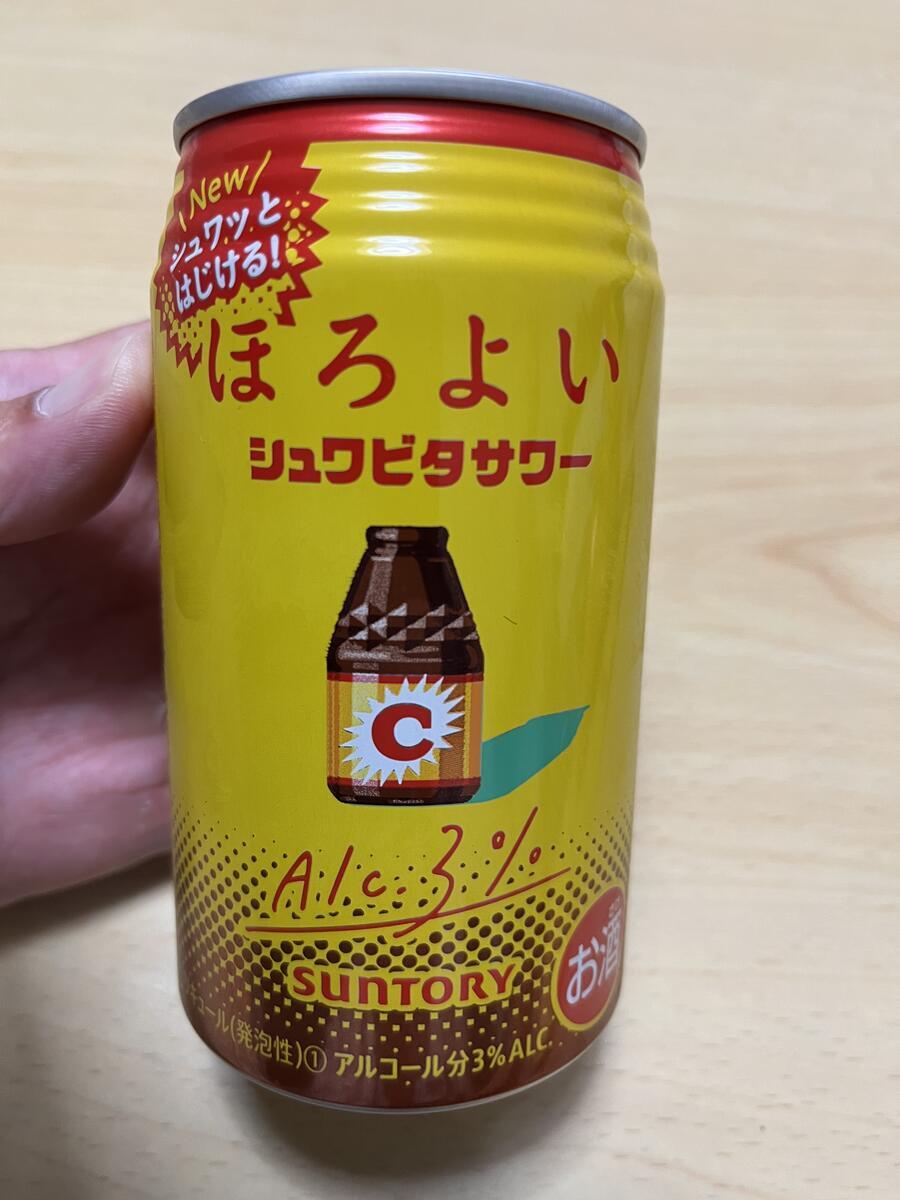 New
シュワッと
はじける!
ほろよい
シュワビタサワー
C
Alc.3%
SUNTORY
お酒
ュール(発泡性)① アルコール分3%ALC.